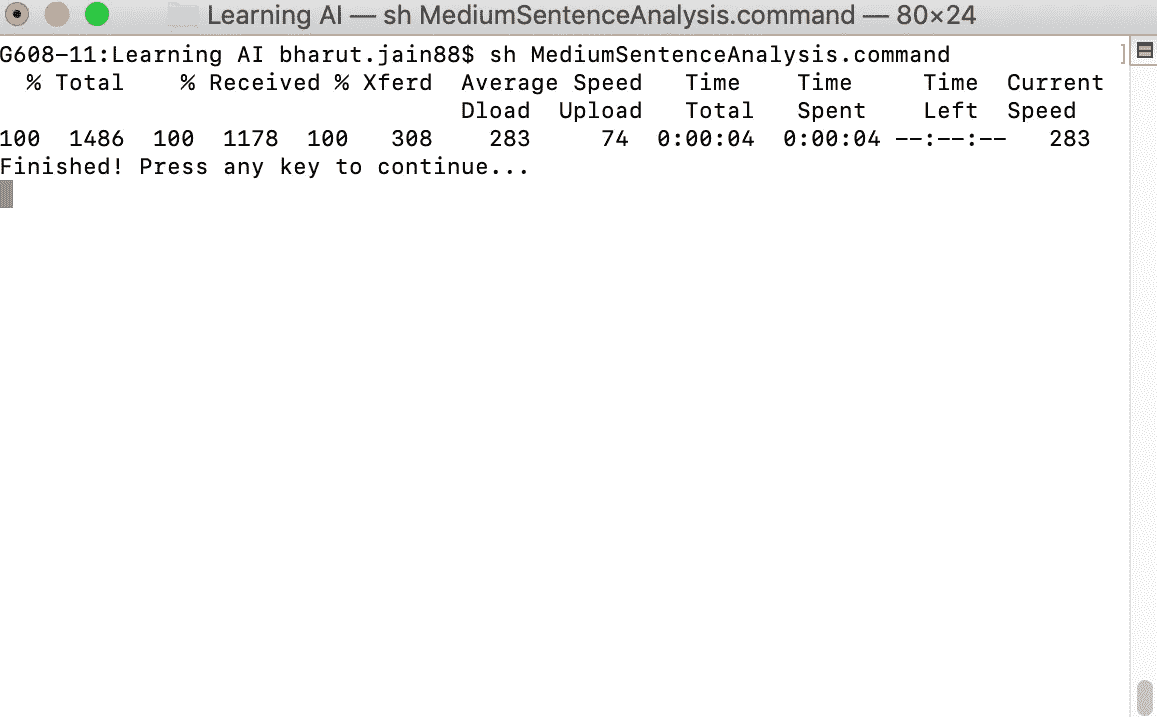 Learning AI — sh MediumSentenceAnalysis.command — 80×24
G608-11:Learning AI bharut.jain88$ sh MediumSentenceAnalysis.command ]
  % Total    % Received % Xferd  Average Speed   Time    Time     Time  Current
                                 Dload  Upload   Total   Spent    Left  Speed
100  1486  100  1178  100   308    283     74  0:00:04  0:00:04 --:--:--   283
Finished! Press any key to continue...